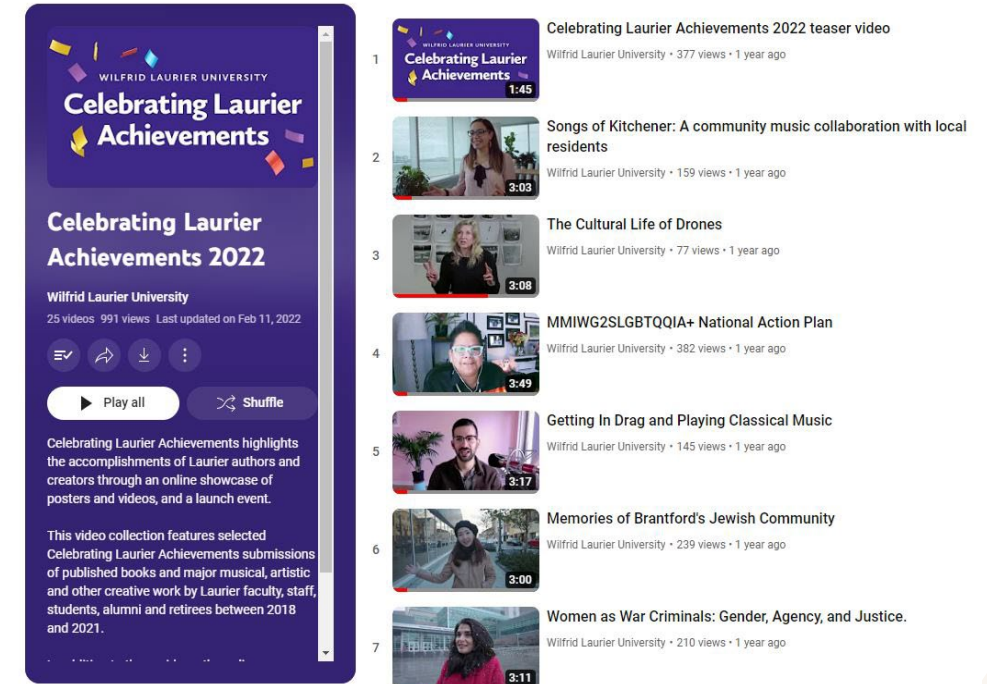 WILFRID LAURIER UNIVERSITY
Celebrating Laurier
Achievements
Celebrating Laurier
Achievements 2022
Wilfrid Laurier University
25 videos 991 views Last updated on Feb 11, 2022
Play all
Shuffle
Celebrating Laurier Achievements highlights
the accomplishments of Laurier authors and
creators through an online showcase of
posters and videos, and a launch event.
This video collection features selected
Celebrating Laurier Achievements submissions
of published books and major musical, artistic
and other creative work by Laurier faculty, staff,
students, alumni and retirees between 2018
and 2021.
1
WILFRID LAURIER UNIVERSITY
Celebrating Laurier
Achievements
1:45
Celebrating Laurier Achievements 2022 teaser video
Wilfrid Laurier University • 377 views • 1 year ago
2
3:03
Songs of Kitchener: A community music collaboration with local
residents
Wilfrid Laurier University • 159 views • 1 year ago
3
3:08
The Cultural Life of Drones
Wilfrid Laurier University • 77 views • 1 year ago
4
3:49
MMIWG2SLGBTQQIA+ National Action Plan
Wilfrid Laurier University • 382 views • 1 year ago
5
3:17
Getting In Drag and Playing Classical Music
Wilfrid Laurier University • 145 views • 1 year ago
6
3:00
Memories of Brantford's Jewish Community
Wilfrid Laurier University • 239 views • 1 year ago
7
3:11
Women as War Criminals: Gender, Agency, and Justice.
Wilfrid Laurier University • 210 views • 1 year ago